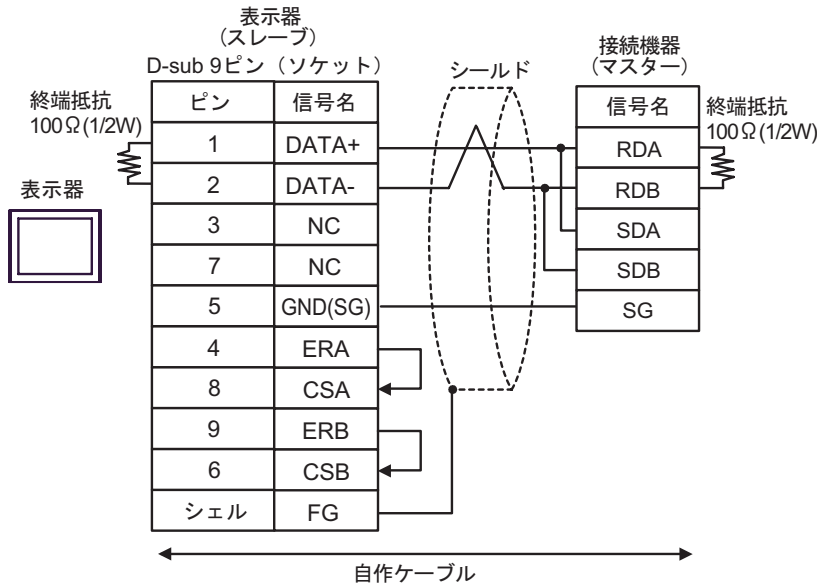 表示器
（スレーブ）
D-sub 9ピン（ソケット）
シールド
接続機器
（マスター）
終端抵抗
100Ω(1/2W)
表示器
ピン 信号名
1 DATA+
2 DATA-
3 NC
7 NC
5 GND(SG)
4 ERA
8 CSA
9 ERB
6 CSB
シェル FG
信号名
RDA
RDB
SDA
SDB
SG
終端抵抗
100Ω(1/2W)
自作ケーブル